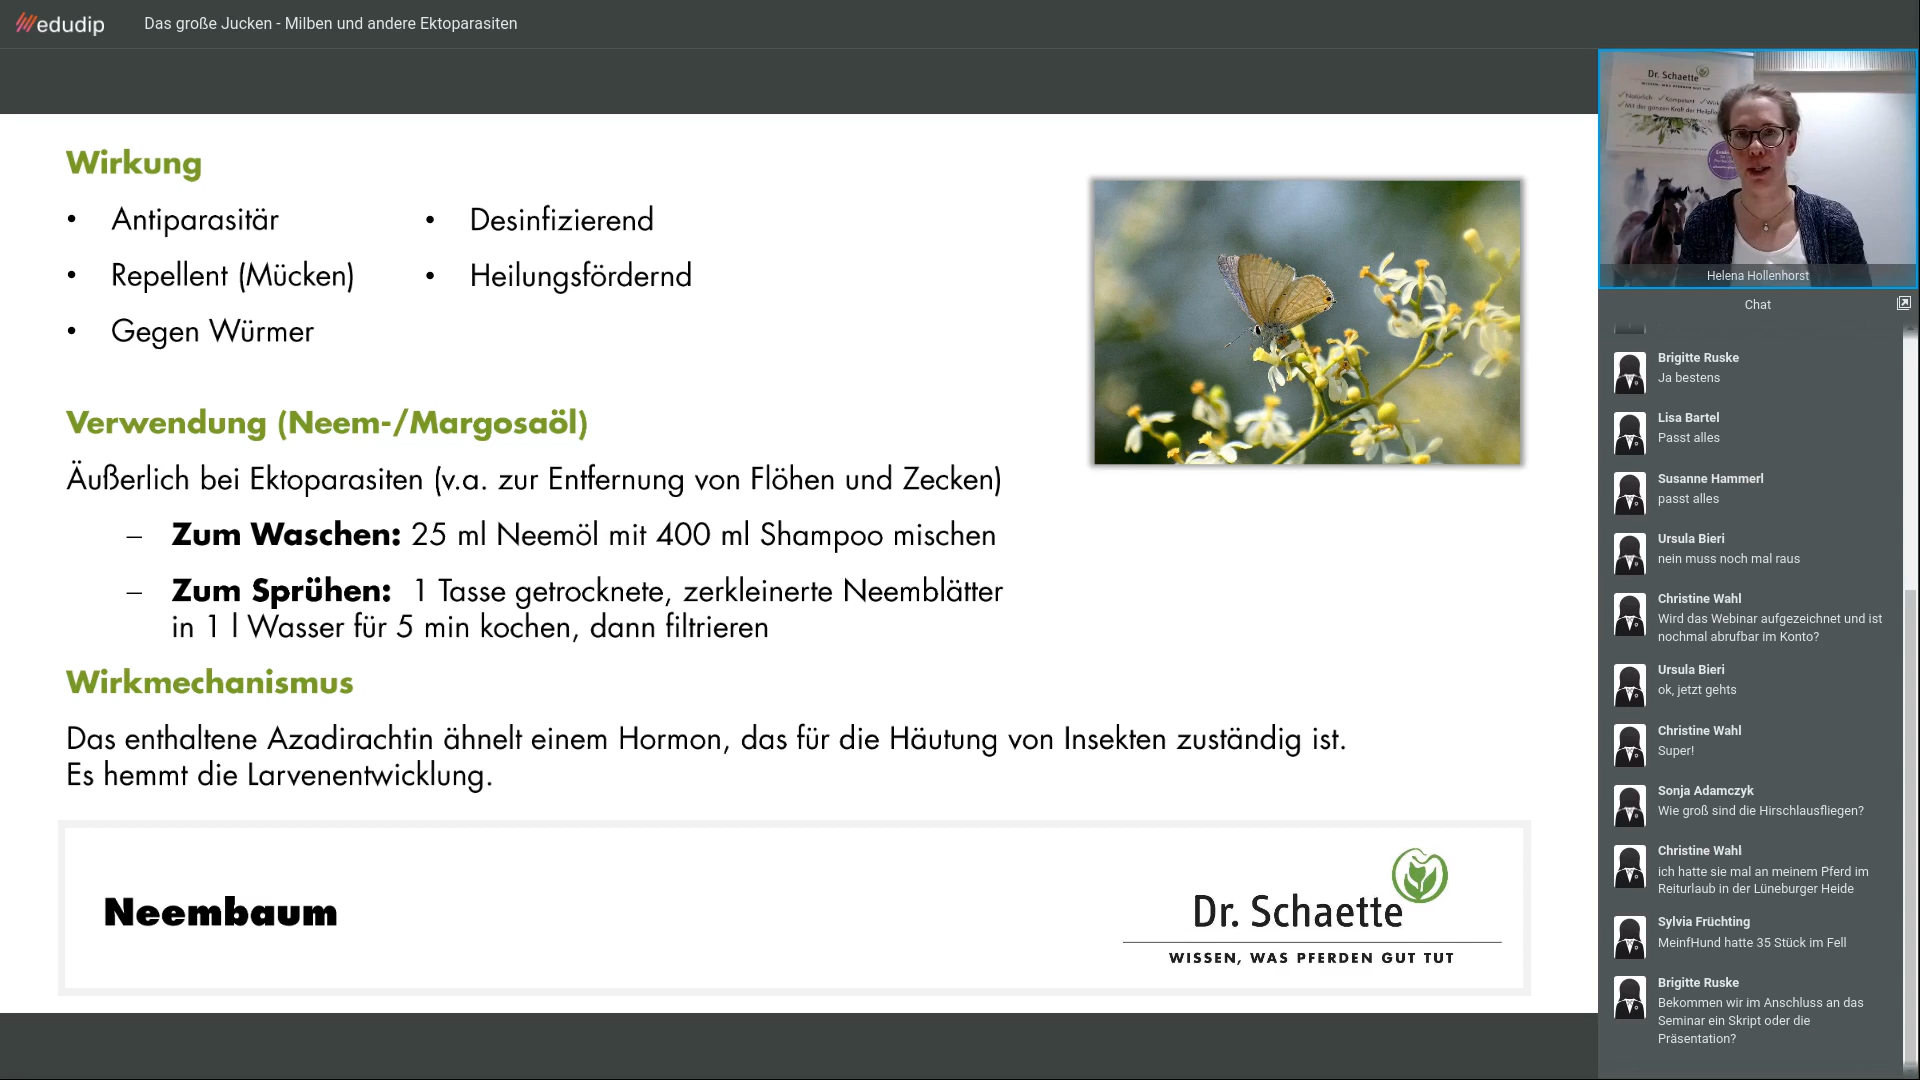 edudip
Das große Jucken - Milben und andere Ektoparasiten
Wirkung
• Antiparasitär
• Repellent (Mücken)
• Gegen Würmer
• Desinfizierend
• Heilungsfördernd
Verwendung (Neem-/Margosaöl)
Äußerlich bei Ektoparasiten (v.a. zur Entfernung von Flöhen und Zecken)
– Zum Waschen: 25 ml Neemöl mit 400 ml Shampoo mischen
– Zum Sprühen: 1 Tasse getrocknete, zerkleinerte Neemblätter
in 1 l Wasser für 5 min kochen, dann filtrieren
Wirkmechanismus
Das enthaltene Azadirachtin ähnelt einem Hormon, das für die Häutung von Insekten zuständig ist.
Es hemmt die Larvenentwicklung.
Neembaum
Dr. Schaette
WISSEN, WAS PFERDEN GUT TUT
Dr. Schaette
WISSEN, WAS PFERDEN GUT TUT
Helena Hollenhorst
Chat
Brigitte Ruske
Ja bestens
Lisa Bartel
Passt alles
Susanne Hammerl
passt alles
Ursula Bieri
nein muss noch mal raus
Christine Wahl
Wird das Webinar aufgezeichnet und ist
nochmal abrufbar im Konto?
Ursula Bieri
ok, jetzt gehts
Christine Wahl
Super!
Sonja Adamczyk
Wie groß sind die Hirschlausfliegen?
Christine Wahl
ich hatte sie mal an meinem Pferd im
Reiturlaub in der Lüneburger Heide
Sylvia Früchting
MeinfHund hatte 35 Stück im Fell
Brigitte Ruske
Bekommen wir im Anschluss an das
Seminar ein Skript oder die
Präsentation?